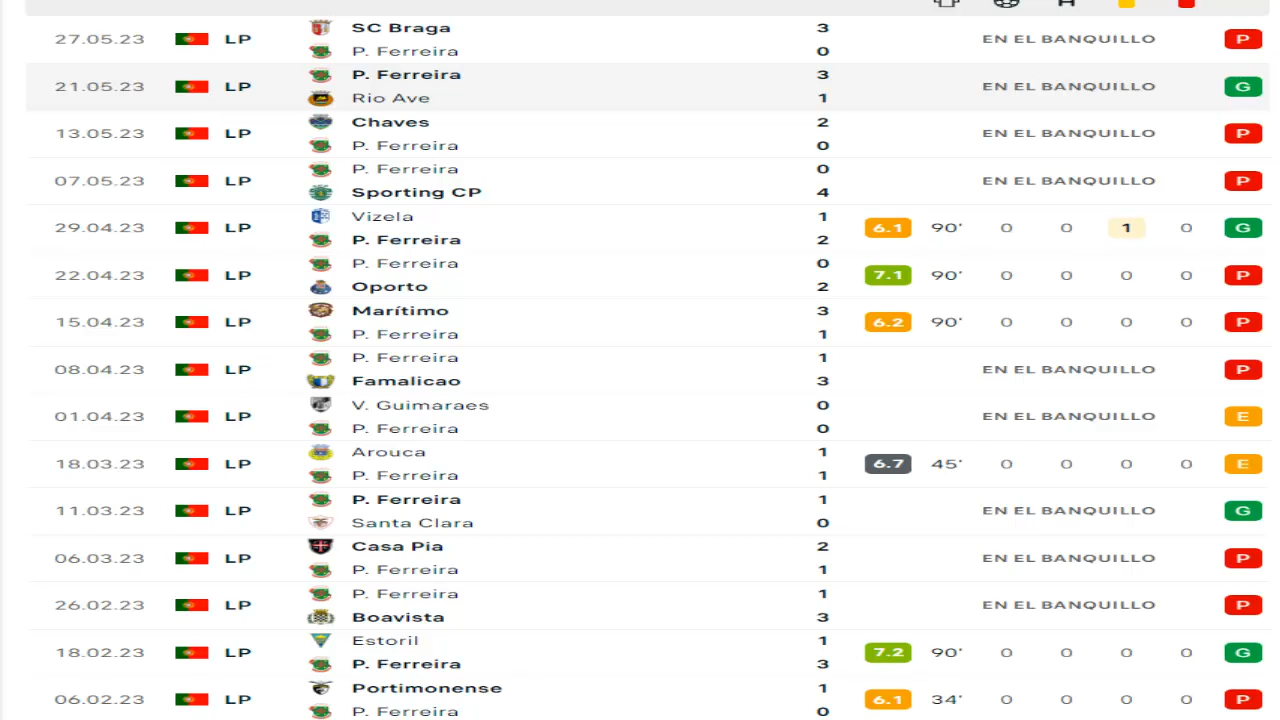 27.05.23 LP SC Braga 3 EN EL BANQUILLO P
P. Ferreira 0
21.05.23 LP P. Ferreira 3 EN EL BANQUILLO G
Rio Ave 1
13.05.23 LP Chaves 2 EN EL BANQUILLO P
P. Ferreira 0
07.05.23 LP P. Ferreira 0 EN EL BANQUILLO P
Sporting CP 4
29.04.23 LP Vizela 1 6.1 90' 0 0 1 0 G
P. Ferreira 2
22.04.23 LP P. Ferreira 0 7.1 90' 0 0 0 0 P
Oporto 2
15.04.23 LP Marítimo 3 6.2 90' 0 0 0 0 P
P. Ferreira 1
08.04.23 LP P. Ferreira 1 EN EL BANQUILLO P
Famalicao 3
01.04.23 LP V. Guimaraes 0 EN EL BANQUILLO E
P. Ferreira 0
18.03.23 LP Arouca 1 6.7 45' 0 0 0 0 E
P. Ferreira 1
11.03.23 LP P. Ferreira 1 EN EL BANQUILLO G
Santa Clara 0
06.03.23 LP Casa Pia 2 EN EL BANQUILLO P
P. Ferreira 1
26.02.23 LP P. Ferreira 1 EN EL BANQUILLO P
Boavista 3
18.02.23 LP Estoril 1 7.2 90' 0 0 0 0 G
P. Ferreira 3
06.02.23 LP Portimonense 1 6.1 34' 0 0 0 0 P
P. Ferreira 0